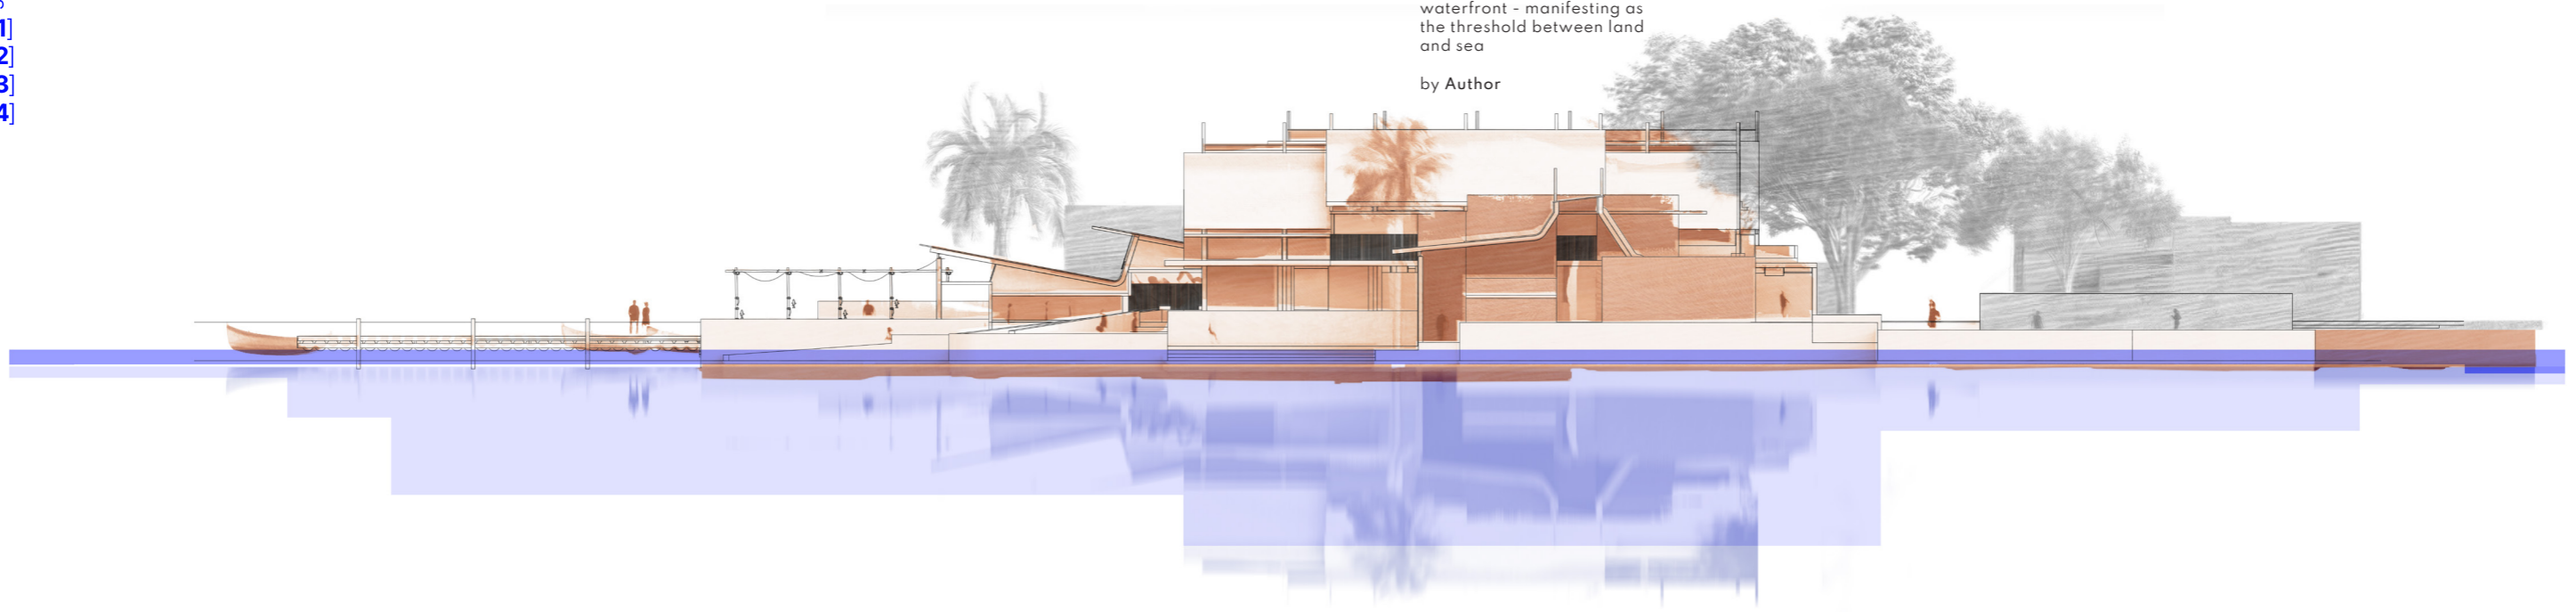 1]
2]
3]
4]
waterfront - manifesting as
the threshold between land
and sea
by Author